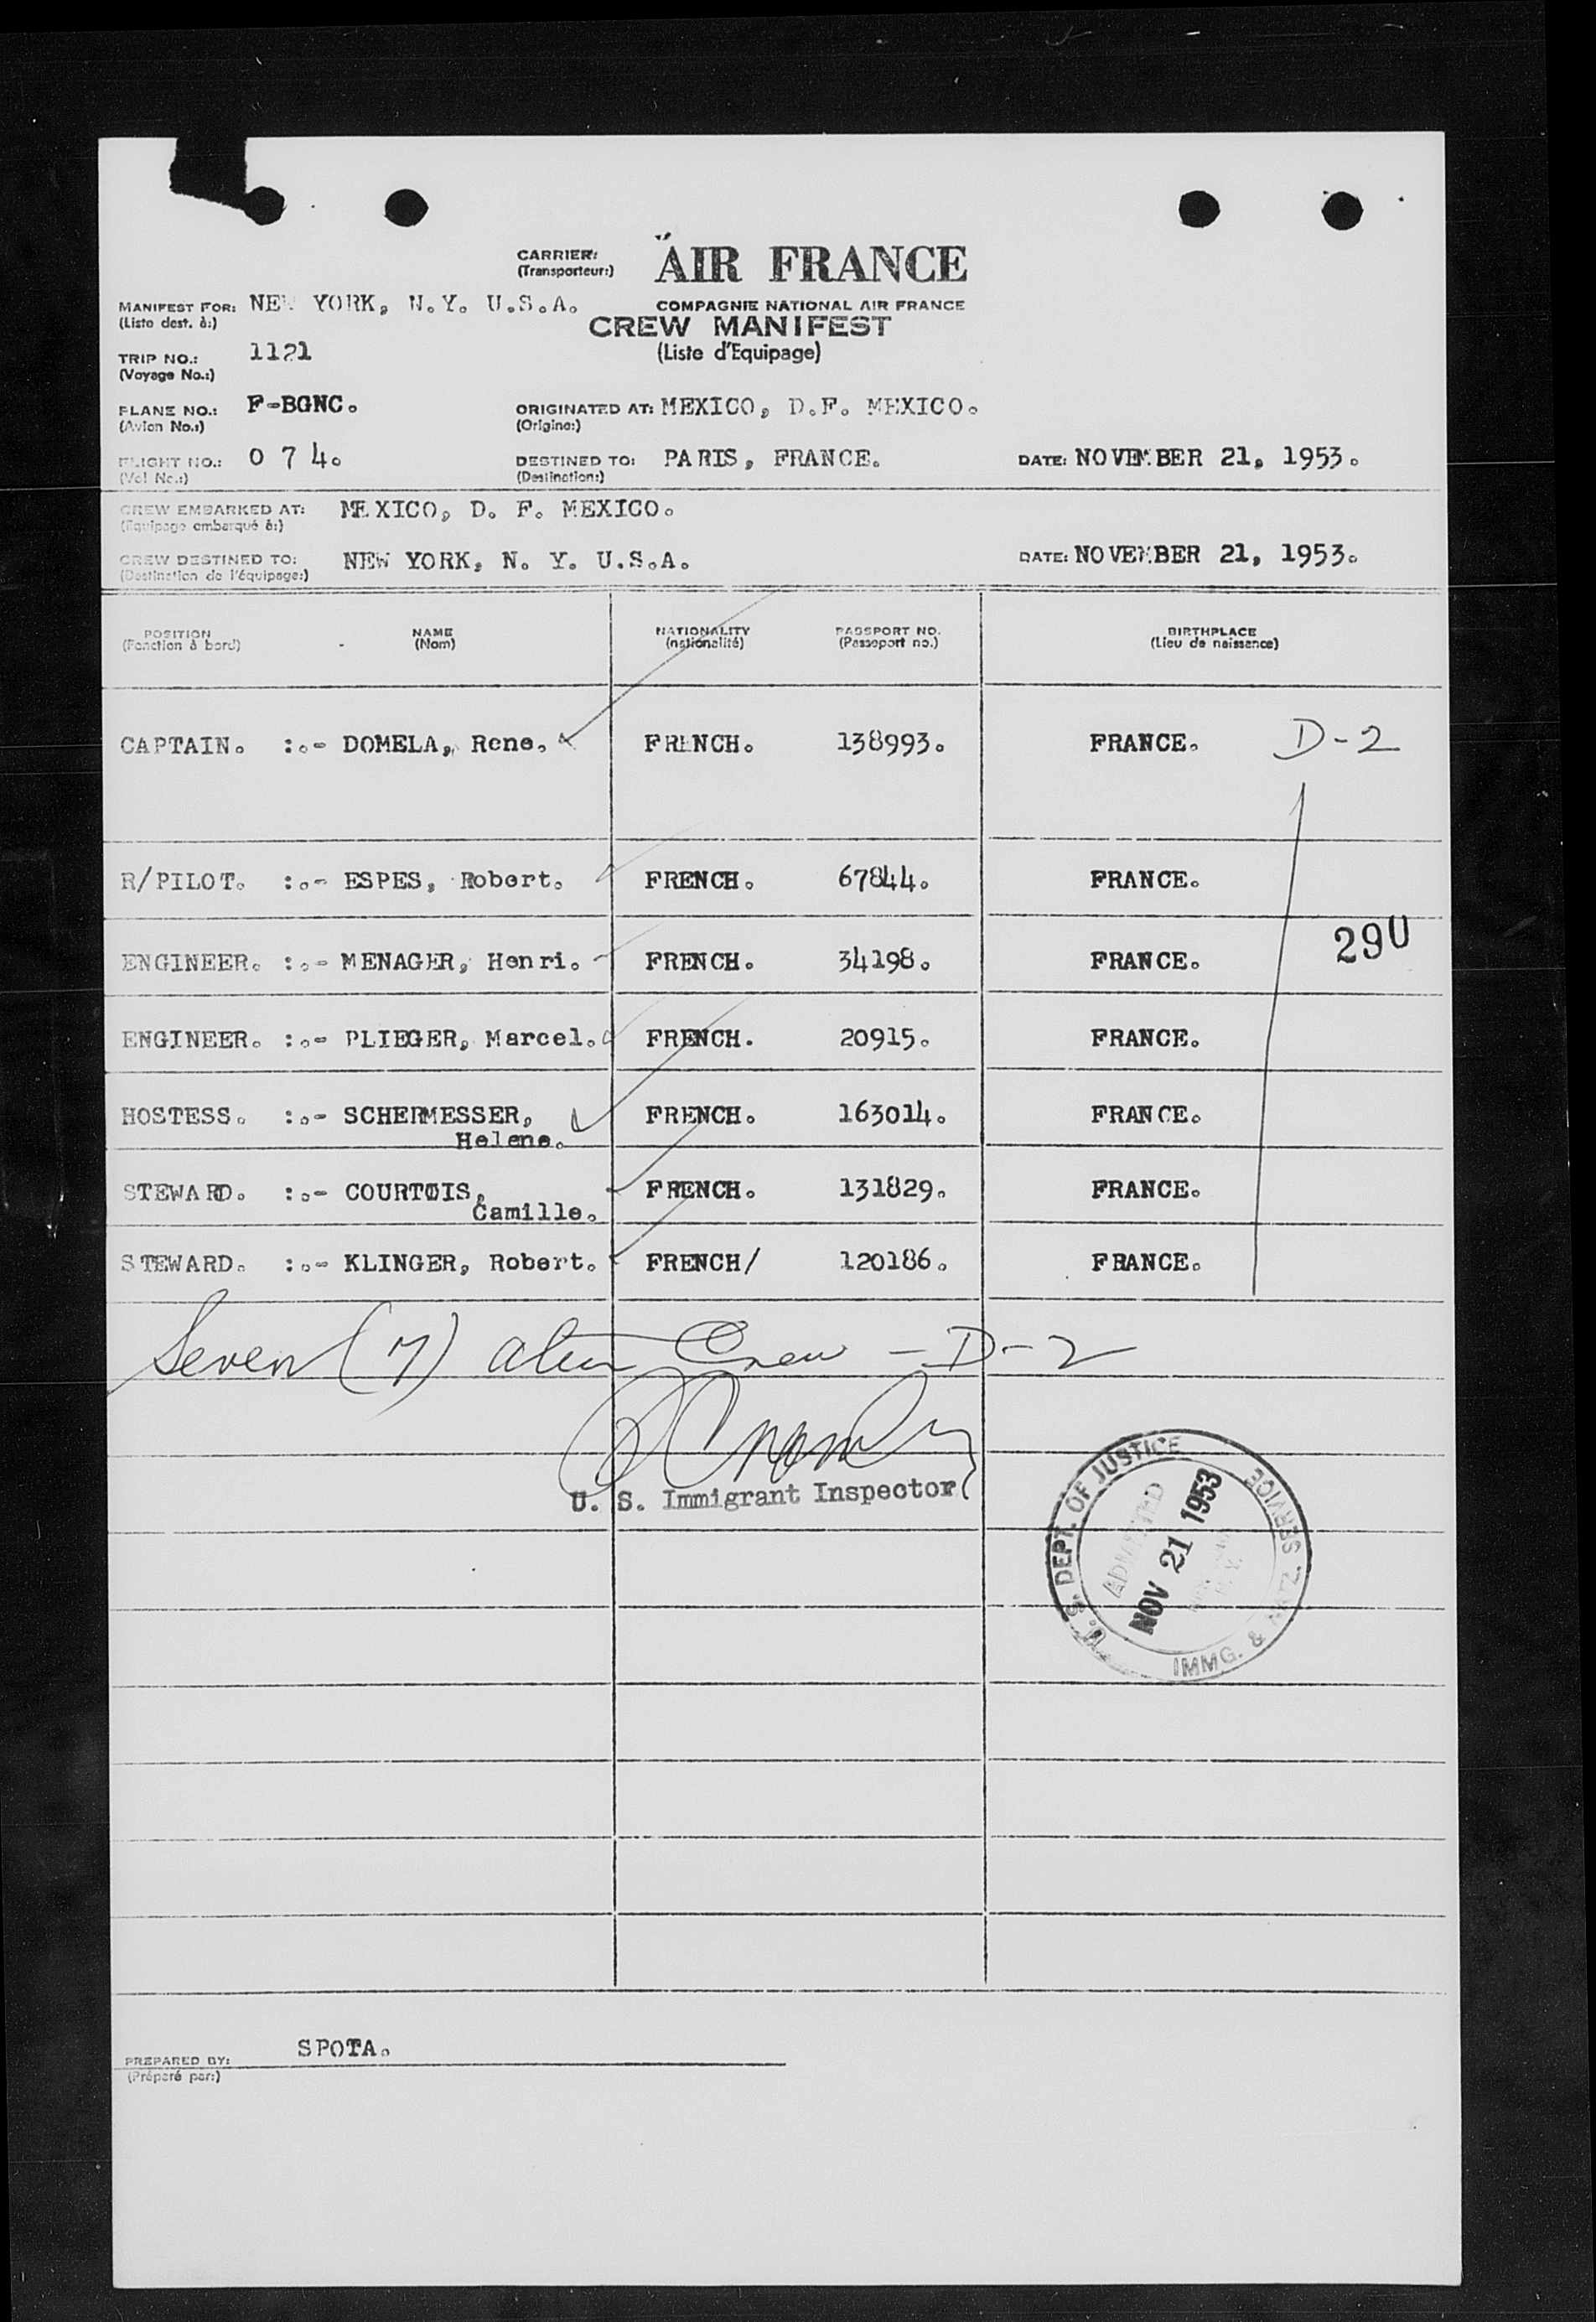 CARRIER: AIR FRANCE
(Transporteur:)
MANIFEST FOR: NEW YORK, N.Y. U.S.A. COMPAGNIE NATIONAL AIR FRANCE
(Liste dest. à:) CREW MANIFEST
TRIP NO.: 1121 (Liste d'Equipage)
(Voyage No.:)
PLANE NO.: F-BGNC. ORIGINATED AT: MEXICO, D.F. MEXICO.
(Avion No.:) (Origine:)
FLIGHT NO.: 0 7 4. DESTINED TO: PARIS, FRANCE. DATE: NOVEMBER 21, 1953.
(Vol No.:) (Destination:)
CREW EMBARKED AT: MEXICO, D. F. MEXICO.
(Equipage embarqué à:)
CREW DESTINED TO: NEW YORK, N. Y. U.S.A. DATE: NOVEMBER 21, 1953.
(Destination de l'équipage:)
POSITION NAME NATIONALITY PASSPORT NO. BIRTHPLACE
(Fonction à bord) (Nom) (nationalité) (Passeport no.) (Lieu de naissance)
CAPTAIN. :.- DOMELA, Rene. FRENCH. 138993. FRANCE. D-2
R/PILOT. :.- ESPES, Robert. FRENCH. 67844. FRANCE.
290
ENGINEER. :.- MENAGER, Henri. FRENCH. 34198. FRANCE.
ENGINEER. :.- PLIEGER, Marcel. FRENCH. 20915. FRANCE.
HOSTESS. :.- SCHERMESSER, FRENCH. 163014. FRANCE.
Helene.
STEWARD. :.- COURTOIS, FRENCH. 131829. FRANCE.
Camille.
STEWARD. :.- KLINGER, Robert. FRENCH/ 120186. FRANCE.
Seven (7) alien Crew - D-2
U. S. Immigrant Inspector
U. S. DEPT. OF JUSTICE
IMMG. & NATZ. SERVICE
ADMITTED
NOV 21 1953
N.Y.
PREPARED BY: SPOTA.
(Préparé par:)